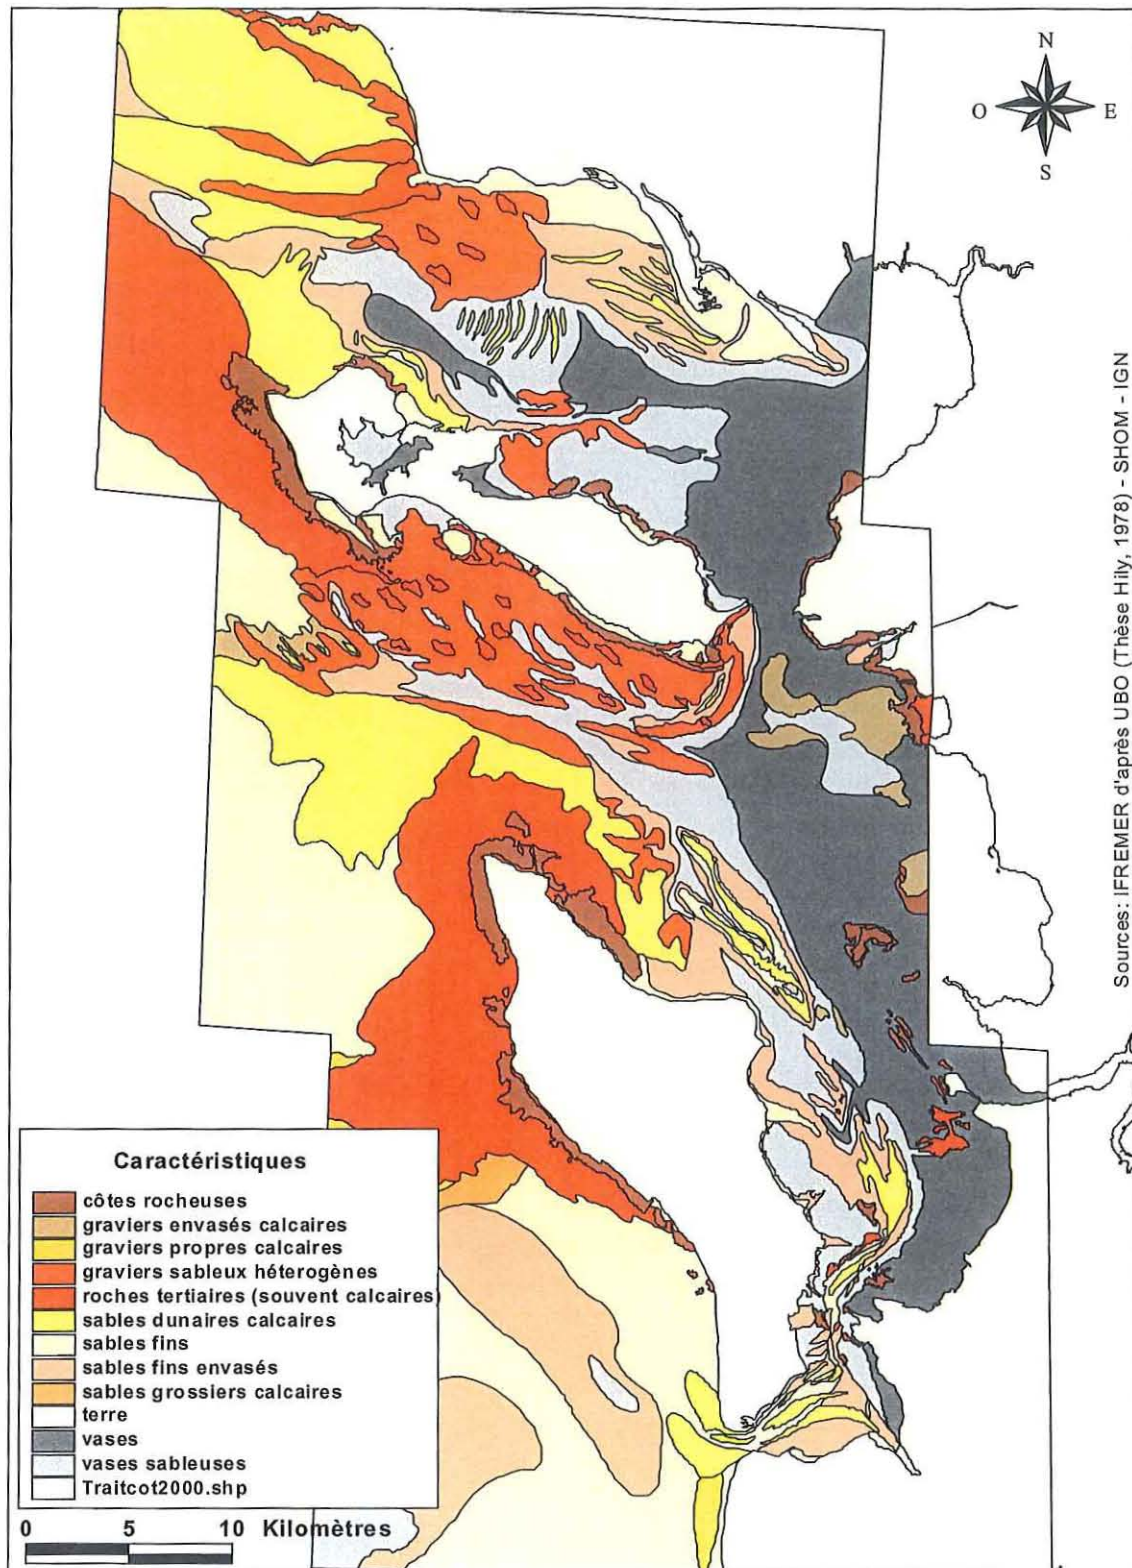 N
O
E
S
Sources: IFREMER d'après UBO (Thèse Hily, 1978) - SHOM - IGN
Caractéristiques
côtes rocheuses
graviers envasés calcaires
graviers propres calcaires
graviers sableux hétérogènes
roches tertiaires (souvent calcaires)
sables dunaires calcaires
sables fins
sables fins envasés
sables grossiers calcaires
terre
vases
vases sableuses
Traitcot2000.shp
0 5 10 Kilomètres